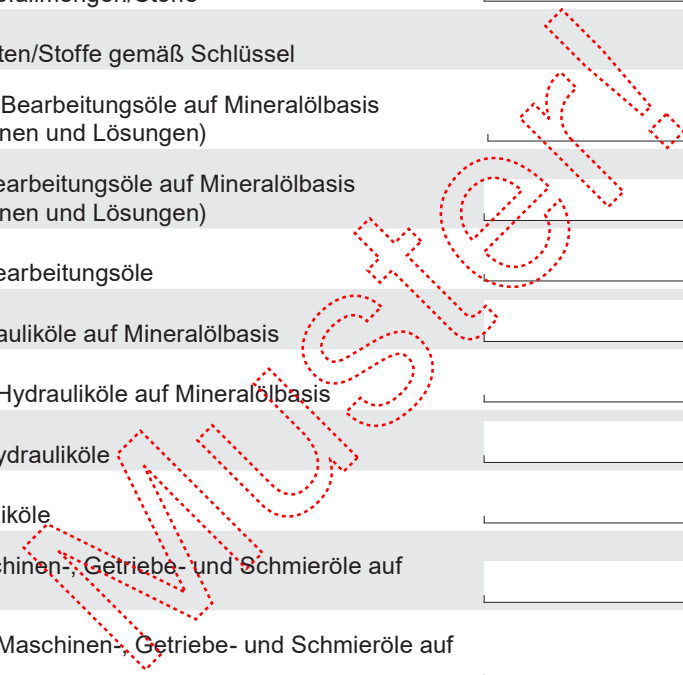 ten/Stoffe gemäß Schlüssel
Bearbeitungsöle auf Mineralölbasis
nen und Lösungen)
earbeitungsöle auf Mineralölbasis
nen und Lösungen)
earbeitungsöle
auliköle auf Mineralölbasis
Hydrauliköle auf Mineralölbasis
ydrauliköle
iköle
chinen-, Getriebe- und Schmieröle auf
Maschinen-, Getriebe- und Schmieröle auf
Muster!